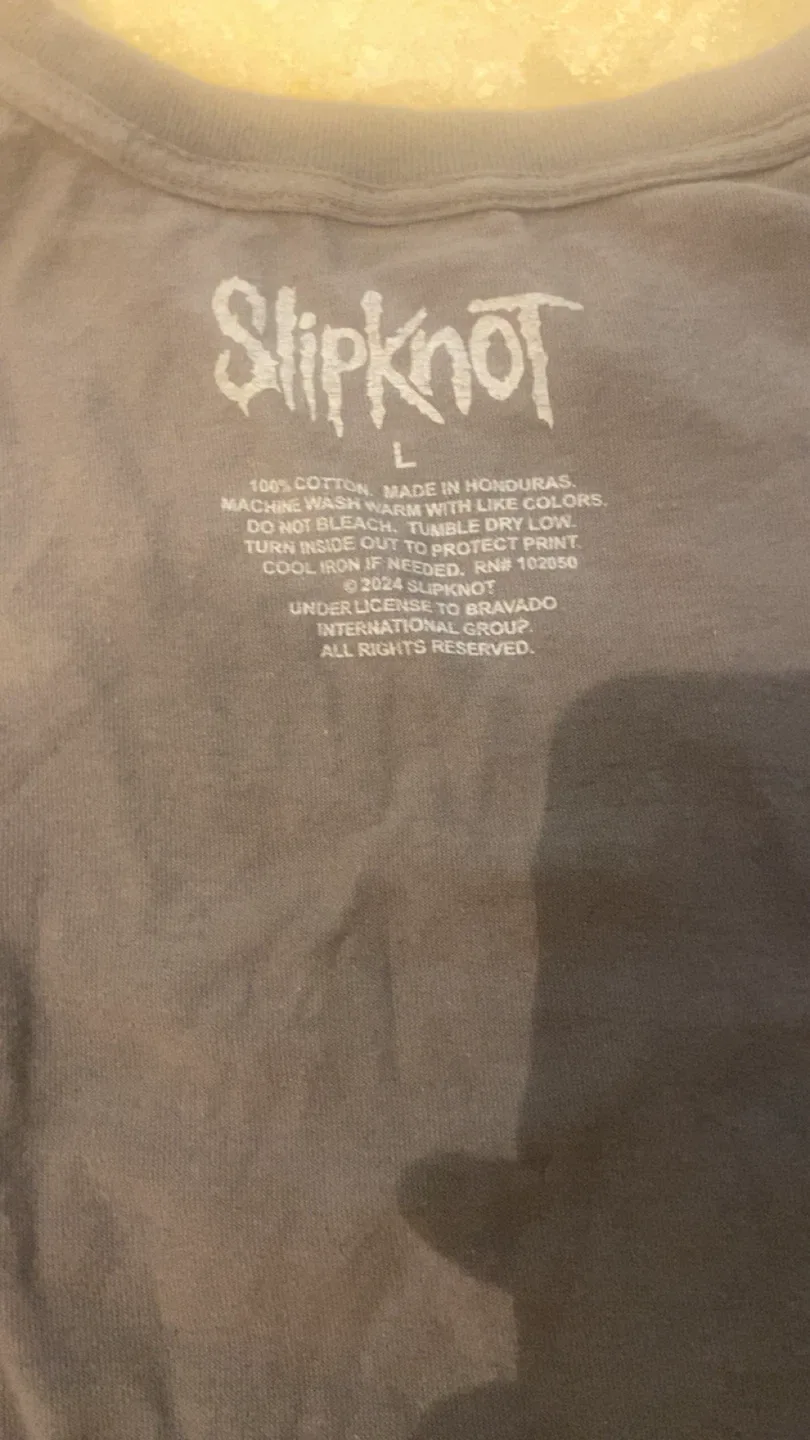 SlipKnoT
L
100% COTTON. MADE IN HONDURAS.
MACHINE WASH WARM WITH LIKE COLORS.
DO NOT BLEACH. TUMBLE DRY LOW.
TURN INSIDE OUT TO PROTECT PRINT.
COOL IRON IF NEEDED. RN# 102050
© 2024 SLIPKNOT
UNDER LICENSE TO BRAVADO
INTERNATIONAL GROUP.
ALL RIGHTS RESERVED.